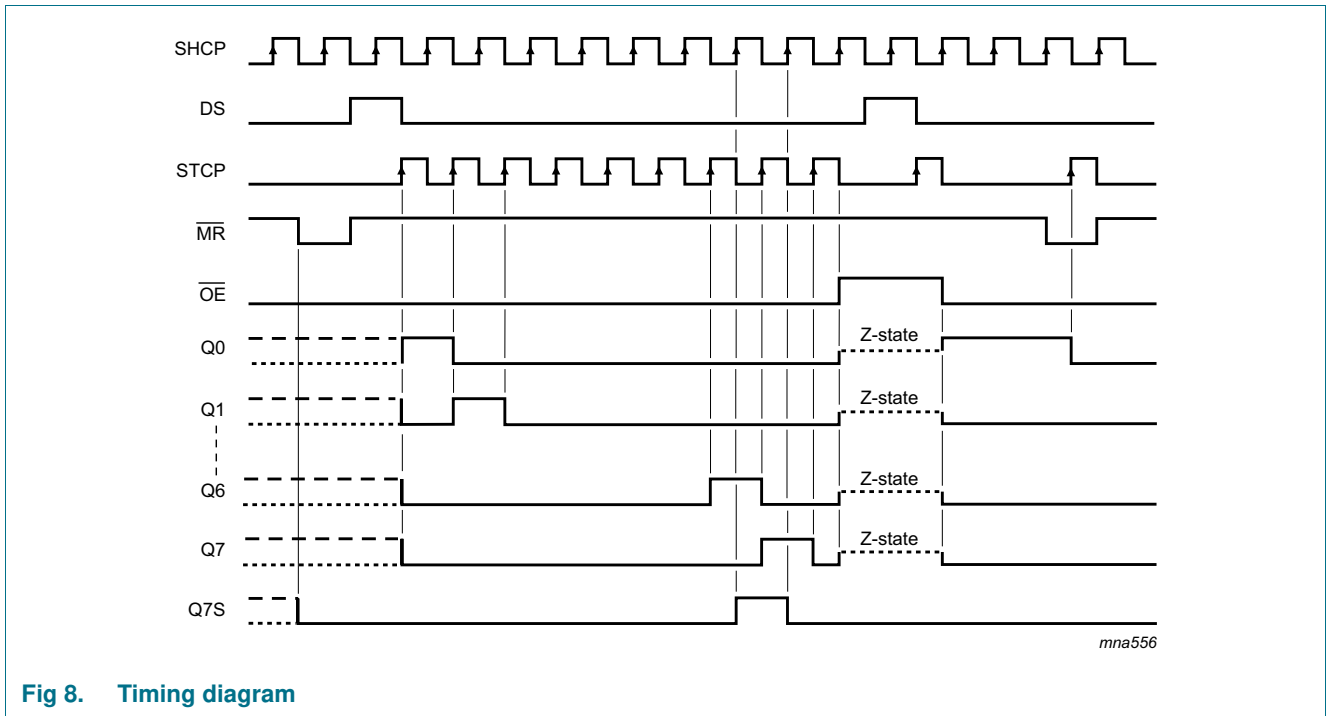 SHCP
DS
STCP
MR
OE
Q0 Z-state
Q1 Z-state
Q6 Z-state
Q7 Z-state
Q7S
mna556
Fig 8. Timing diagram